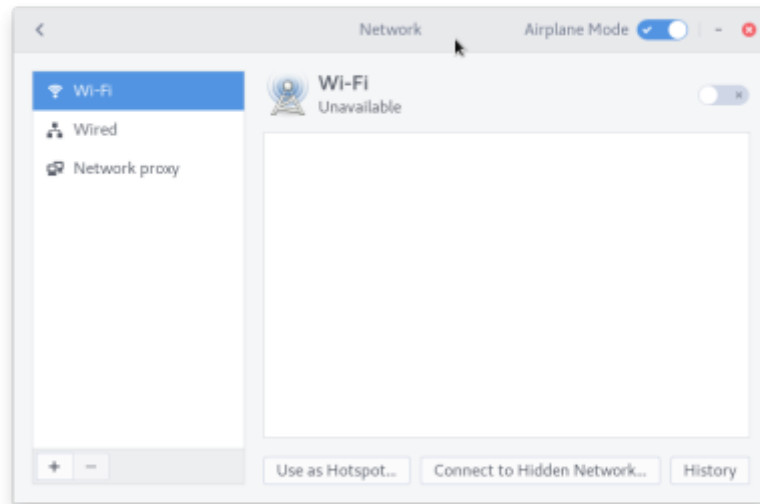 Network
Airplane Mode
Wi-Fi
Wired
Network proxy
Wi-Fi
Unavailable
Use as Hotspot...
Connect to Hidden Network...
History